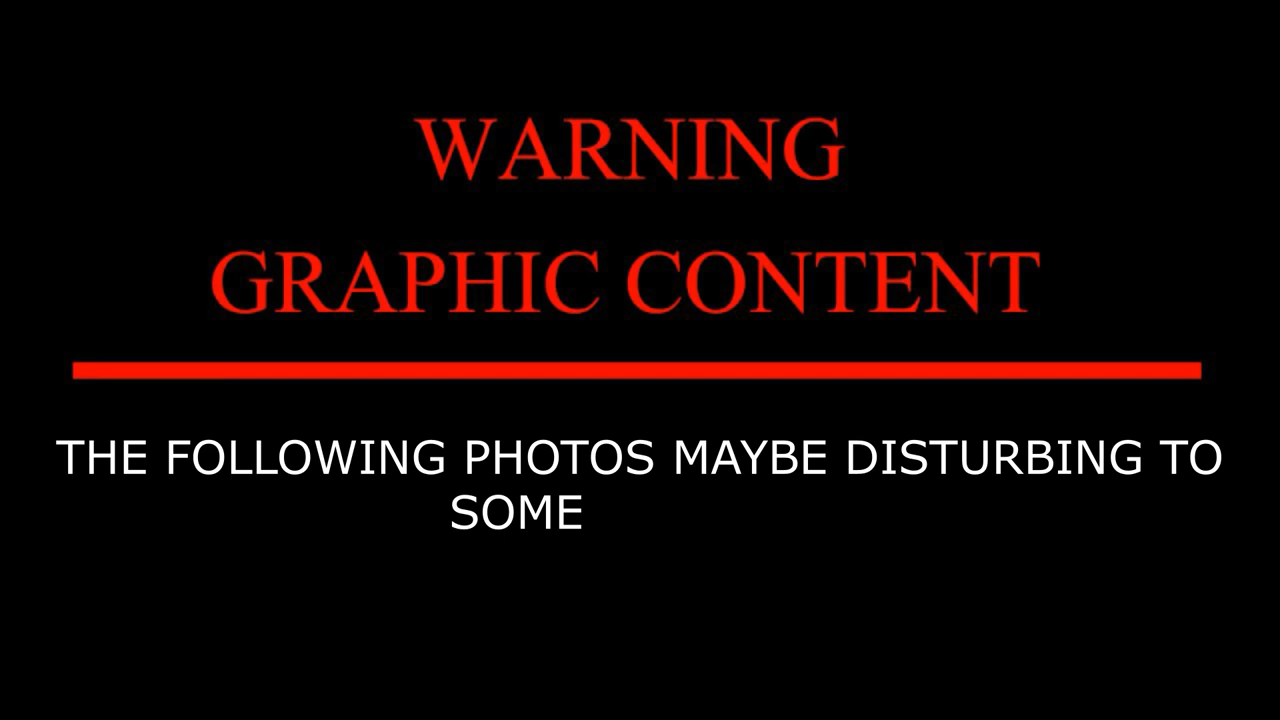 WARNING
GRAPHIC CONTENT
THE FOLLOWING PHOTOS MAYBE DISTURBING TO
SOME